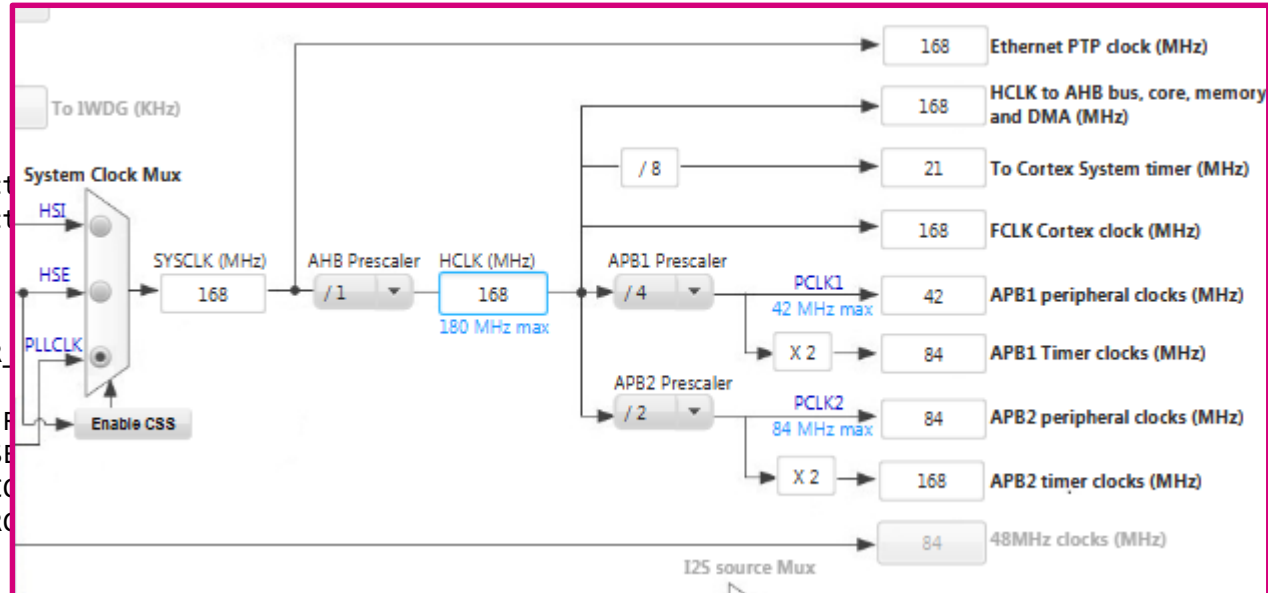 168 Ethernet PTP clock (MHz)
To IWDG (KHz)
168 HCLK to AHB bus, core, memory
and DMA (MHz)
/ 8 21 To Cortex System timer (MHz)
System Clock Mux
HSI
168 FCLK Cortex clock (MHz)
SYSCLK (MHz) AHB Prescaler HCLK (MHz) APB1 Prescaler
HSE
168 / 1 168 / 4 PCLK1 42 APB1 peripheral clocks (MHz)
180 MHz max 42 MHz max
PLLCLK
X 2 84 APB1 Timer clocks (MHz)
APB2 Prescaler
Enable CSS / 2 PCLK2 84 APB2 peripheral clocks (MHz)
84 MHz max
X 2 168 APB2 timer clocks (MHz)
84 48MHz clocks (MHz)
I2S source Mux